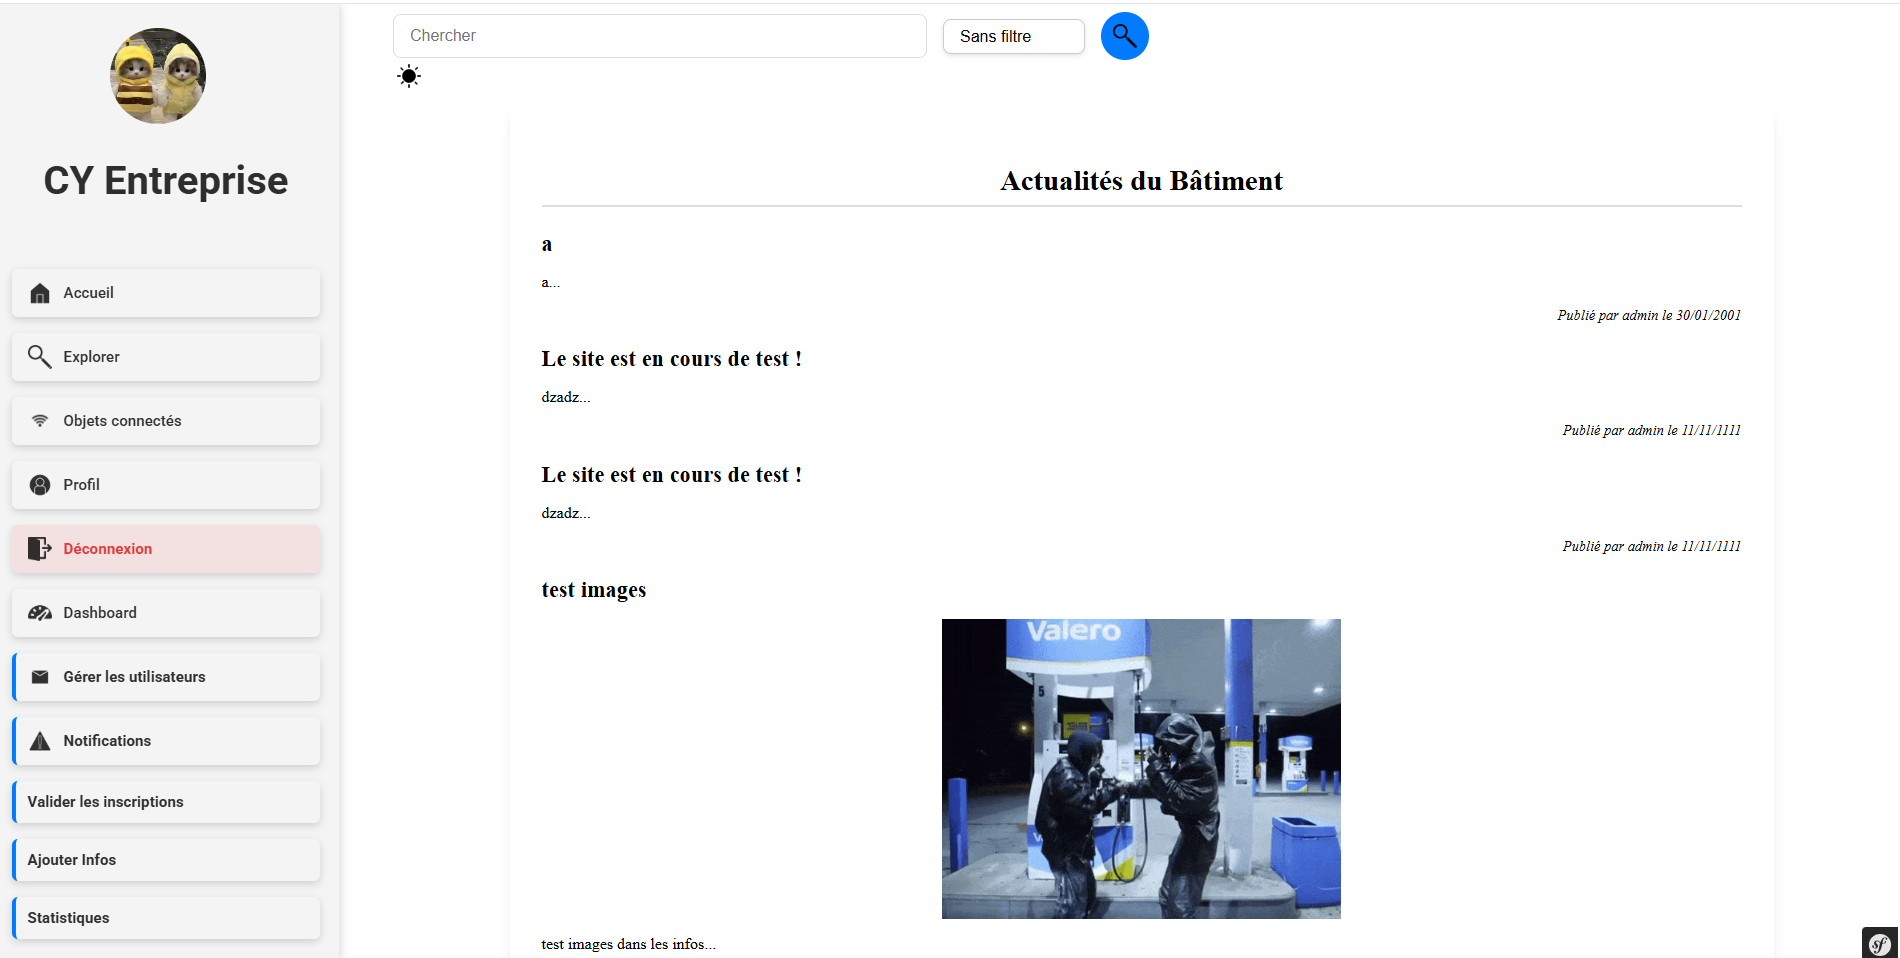 Chercher
Sans filtre
CY Entreprise
Accueil
Explorer
Objets connectés
Profil
Déconnexion
Dashboard
Gérer les utilisateurs
Notifications
Valider les inscriptions
Ajouter Infos
Statistiques
Actualités du Bâtiment
a
a...
Publié par admin le 30/01/2001
Le site est en cours de test !
dzadz...
Publié par admin le 11/11/1111
Le site est en cours de test !
dzadz...
Publié par admin le 11/11/1111
test images
Valero
5
test images dans les infos...
sf